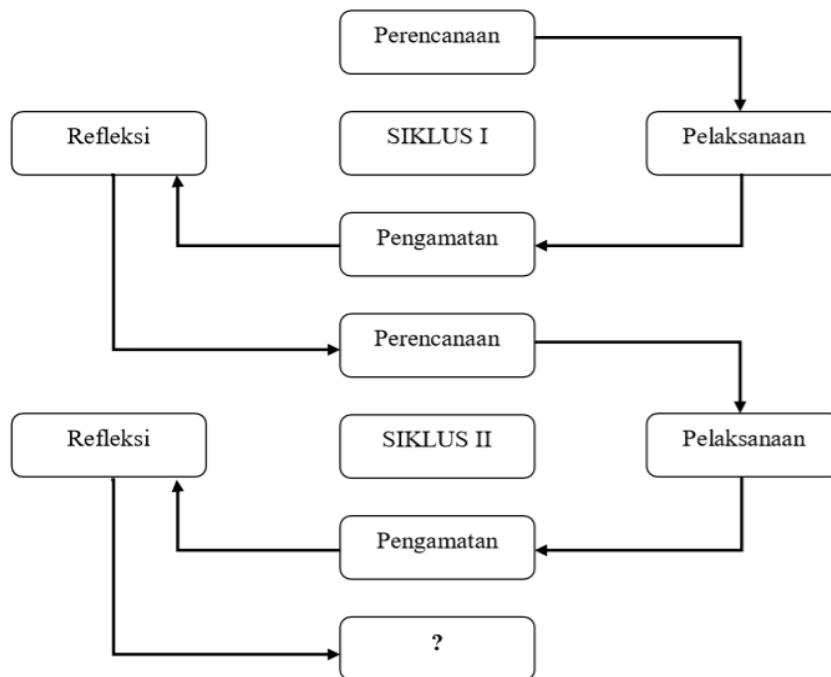 Perencanaan
Refleksi
SIKLUS I
Pelaksanaan
Pengamatan
Perencanaan
Refleksi
SIKLUS II
Pelaksanaan
Pengamatan
?